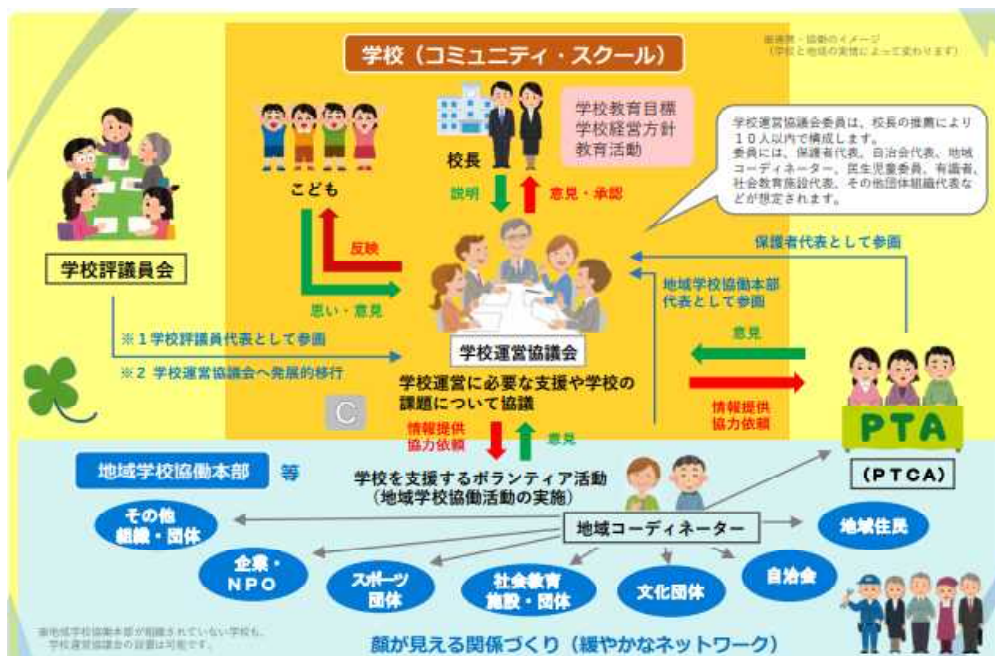 学校（コミュニティ・スクール）
※連携・協働のイメージ
（学校と地域の実情によって変わります）
学校教育目標
学校経営方針
教育活動
校長
こども
説明
意見・承認
学校運営協議会委員は、校長の推薦により
１０人以内で構成します。
委員には、保護者代表、自治会代表、地域
コーディネーター、民生児童委員、有識者、
社会教育施設代表、その他団体組織代表な
どが想定されます。
学校評議員会
反映
思い・意見
保護者代表として参画
地域学校協働本部
代表として参画
※１学校評議員代表として参画
※２ 学校運営協議会へ発展的移行
学校運営協議会
学校運営に必要な支援や学校の
課題について協議
C
意見
情報提供
協力依頼
PTA
（ＰＴＣＡ）
情報提供
協力依頼
意見
地域学校協働本部 等
学校を支援するボランティア活動
（地域学校協働活動の実施）
地域コーディネーター
その他
組織・団体
企業・
ＮＰＯ
スポーツ
団体
社会教育
施設・団体
文化団体
自治会
地域住民
※地域学校協働本部が組織されていない学校も、
学校運営協議会の設置は可能です。
顔が見える関係づくり（緩やかなネットワーク）